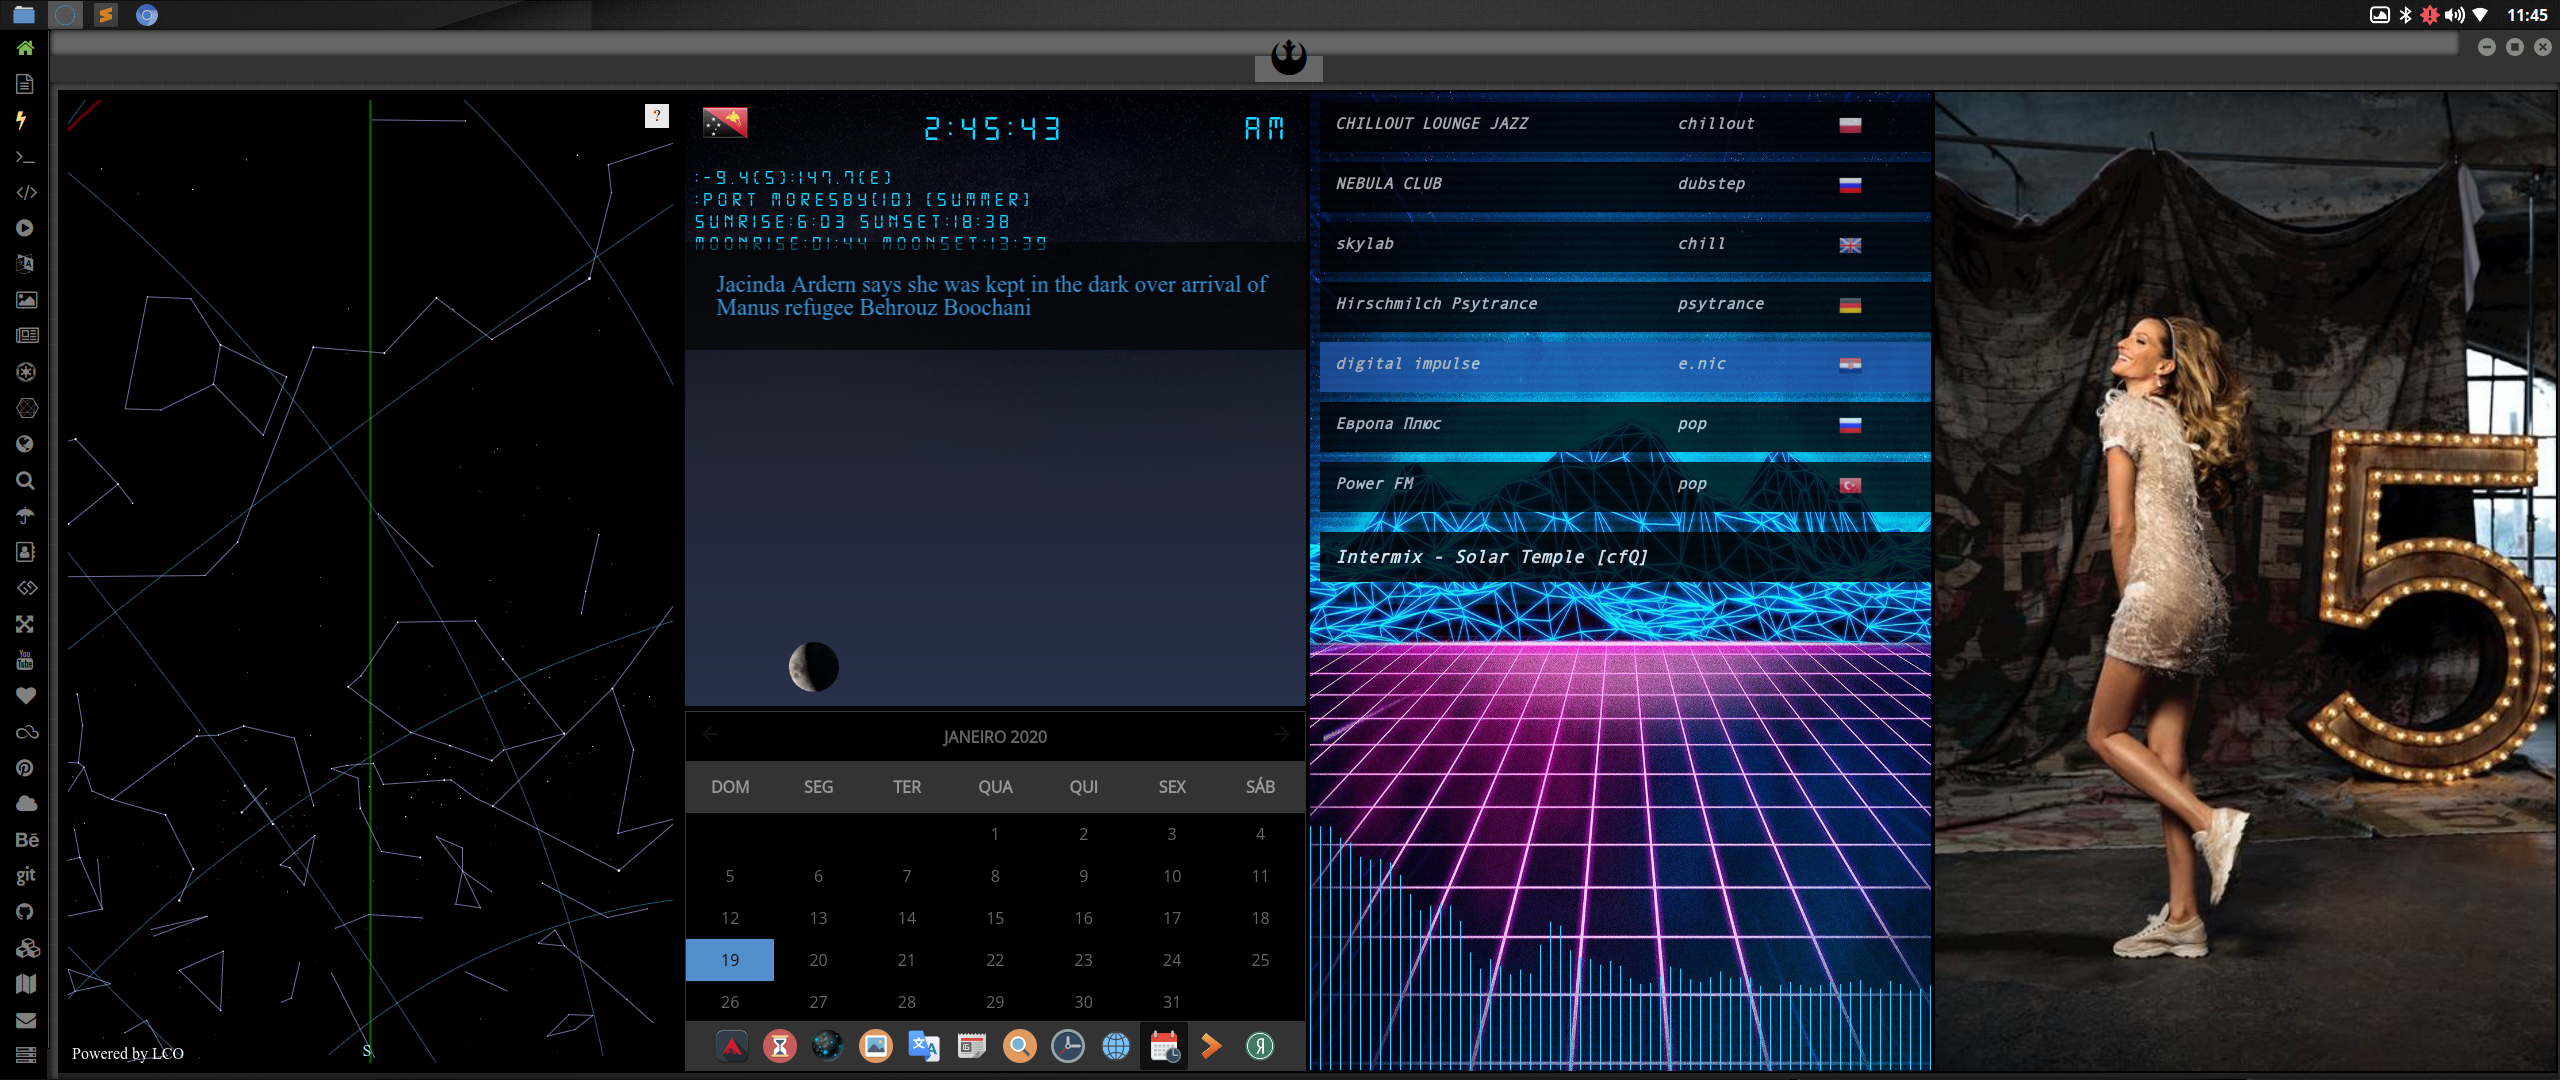 11:45
?
2:45:43 AM
:-9.4(S):147.7(E)
:PORT MORESBY[10] [SUMMER]
SUNRISE:6:03 SUNSET:18:38
MOONRISE:01:44 MOONSET:13:39
Jacinda Ardern says she was kept in the dark over arrival of
Manus refugee Behrouz Boochani
JANEIRO 2020
DOM SEG TER QUA QUI SEX SÁB
1 2 3 4
5 6 7 8 9 10 11
12 13 14 15 16 17 18
19 20 21 22 23 24 25
26 27 28 29 30 31
CHILLOUT LOUNGE JAZZ chillout
NEBULA CLUB dubstep
skylab chill
Hirschmilch Psytrance psytrance
digital impulse e.nic
Европа Плюс pop
Power FM pop
Intermix - Solar Temple [cfQ]
5
You
Tube
Bē
git
S
Powered by LCO